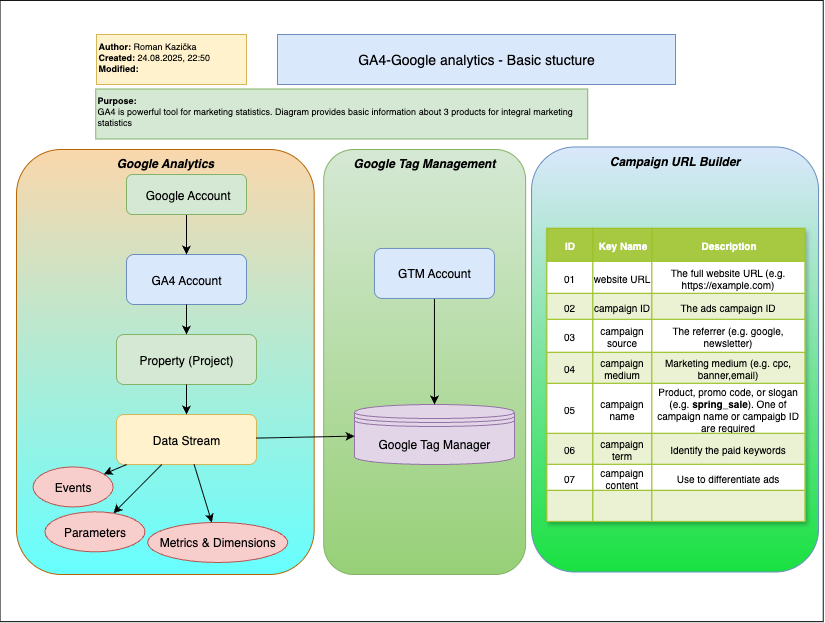 Author: Roman Kazička
Created: 24.08.2025, 22:50
Modified:
GA4-Google analytics - Basic stucture
Purpose:
GA4 is powerful tool for marketing statistics. Diagram provides basic information about 3 products for integral marketing
statistics
Google Analytics
Google Account
GA4 Account
Property (Project)
Data Stream
Events
Parameters
Metrics & Dimensions
Google Tag Management
GTM Account
Google Tag Manager
Campaign URL Builder
ID Key Name Description
01 website URL The full website URL (e.g.
https://example.com)
02 campaign ID The ads campaign ID
03 campaign source The referrer (e.g. google,
newsletter)
04 campaign medium Marketing medium (e.g. cpc,
banner,email)
05 campaign name Product, promo code, or slogan
(e.g. spring_sale). One of
campaign name or campaigb ID
are required
06 campaign term Identify the paid keywords
07 campaign content Use to differentiate ads